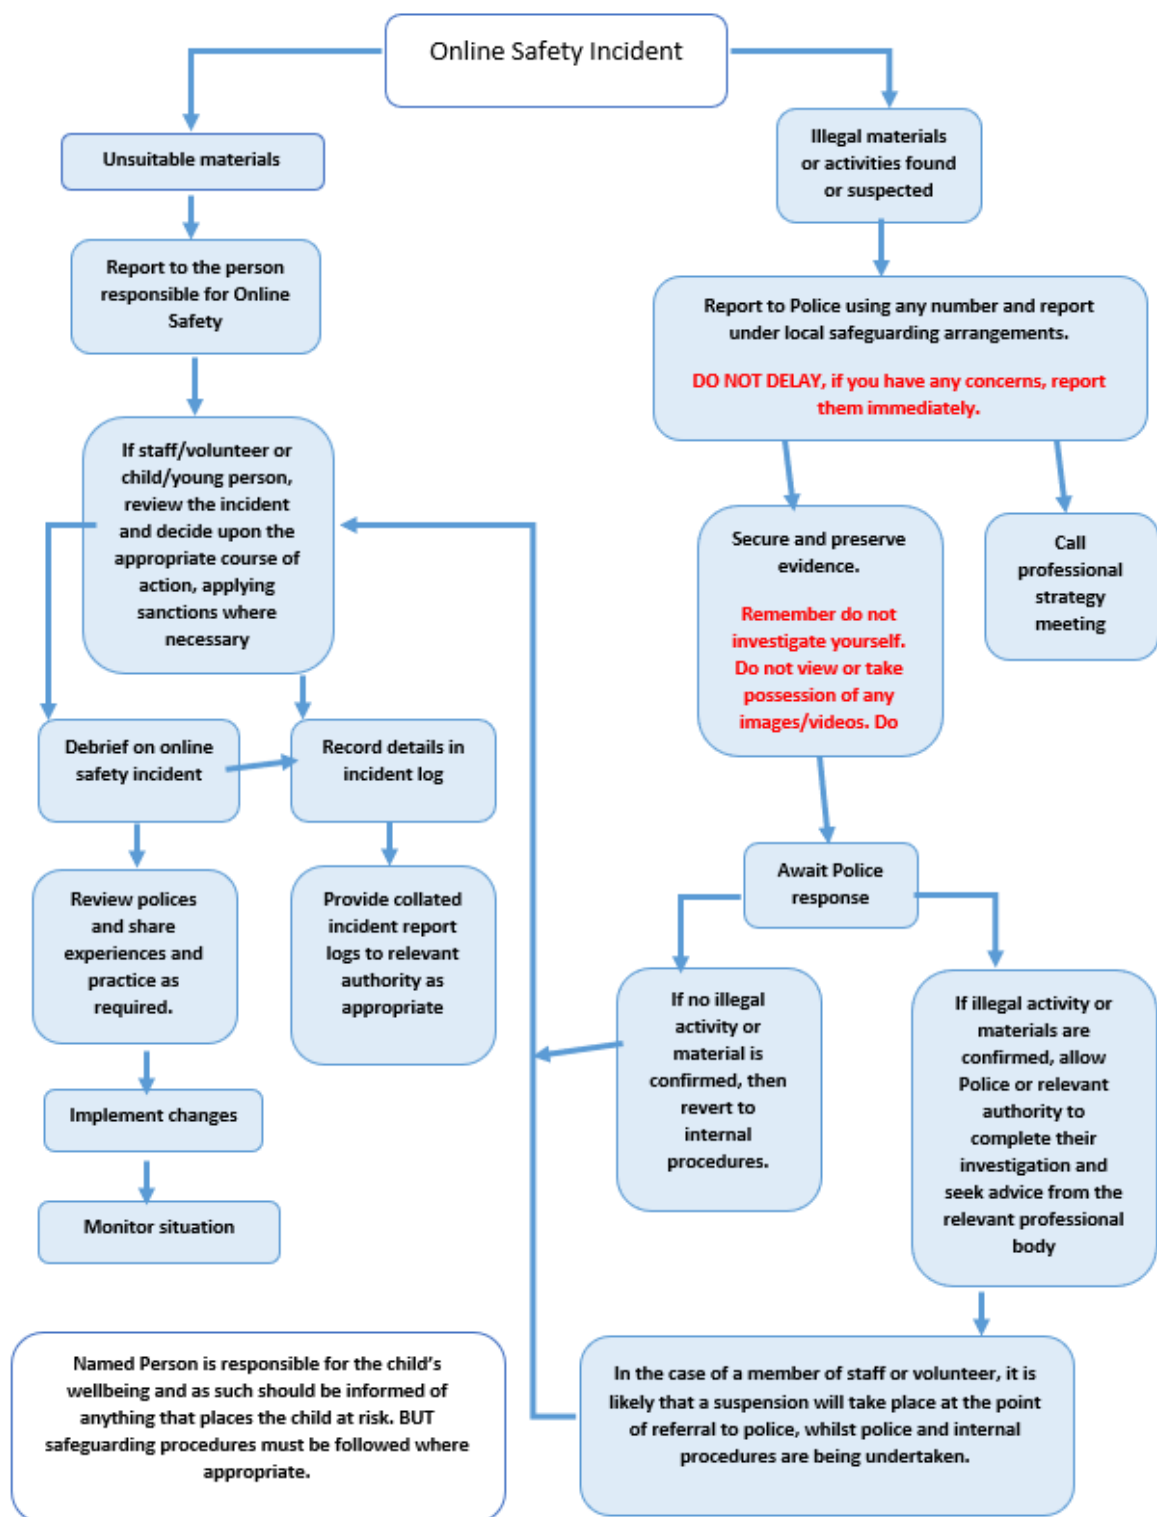 Online Safety Incident
Unsuitable materials
Illegal materials
or activities found
or suspected
Report to the person
responsible for Online
Safety
Report to Police using any number and report
under local safeguarding arrangements.
DO NOT DELAY, if you have any concerns, report
them immediately.
If staff/volunteer or
child/young person,
review the incident
and decide upon the
appropriate course of
action, applying
sanctions where
necessary
Secure and preserve
evidence.
Remember do not
investigate yourself.
Do not view or take
possession of any
images/videos. Do
Call
professional
strategy
meeting
Debrief on online
safety incident
Record details in
incident log
Review polices
and share
experiences and
practice as
required.
Provide collated
incident report
logs to relevant
authority as
appropriate
Await Police
response
If no illegal
activity or
material is
confirmed, then
revert to
internal
procedures.
If illegal activity or
materials are
confirmed, allow
Police or relevant
authority to
complete their
investigation and
seek advice from the
relevant professional
body
Implement changes
Monitor situation
Named Person is responsible for the child’s
wellbeing and as such should be informed of
anything that places the child at risk. BUT
safeguarding procedures must be followed where
appropriate.
In the case of a member of staff or volunteer, it is
likely that a suspension will take place at the point
of referral to police, whilst police and internal
procedures are being undertaken.